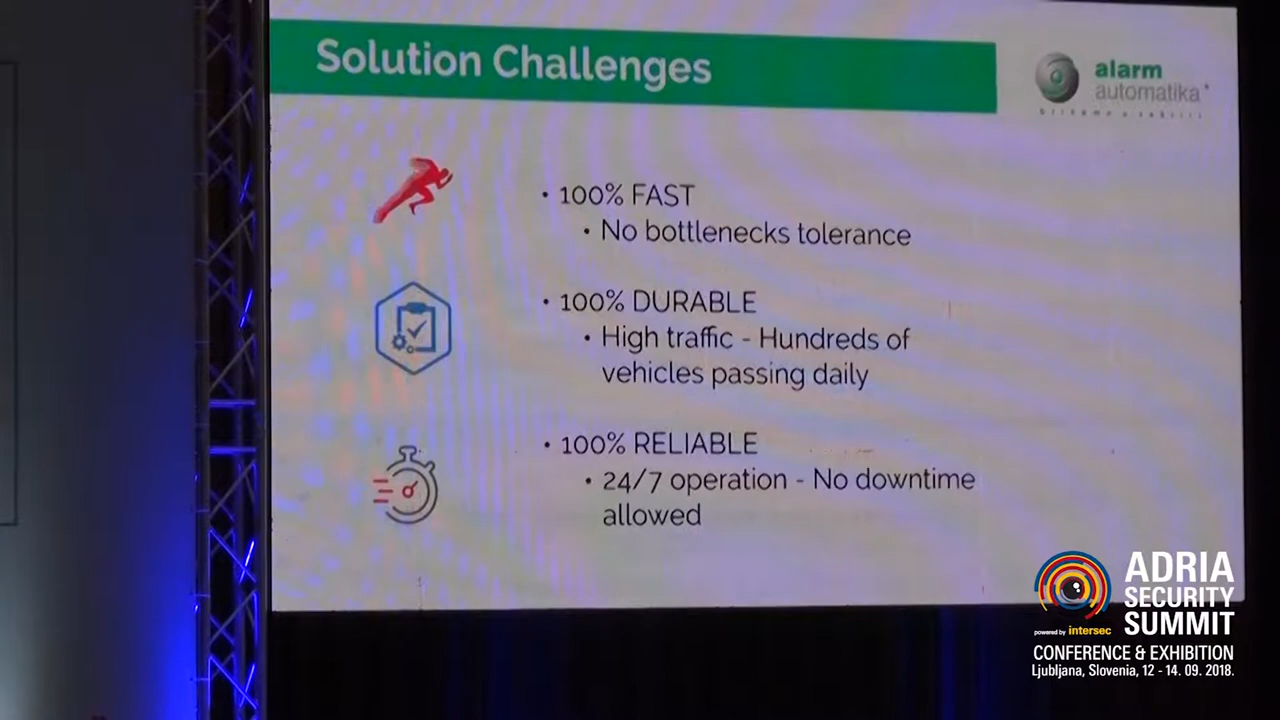 Solution Challenges
alarm
automatika
• 100% FAST
• No bottlenecks tolerance
• 100% DURABLE
• High traffic - Hundreds of
vehicles passing daily
• 100% RELIABLE
• 24/7 operation - No downtime
allowed
ADRIA
SECURITY
SUMMIT
powered by intersec
CONFERENCE & EXHIBITION
Ljubljana, Slovenia, 12 - 14. 09. 2018.